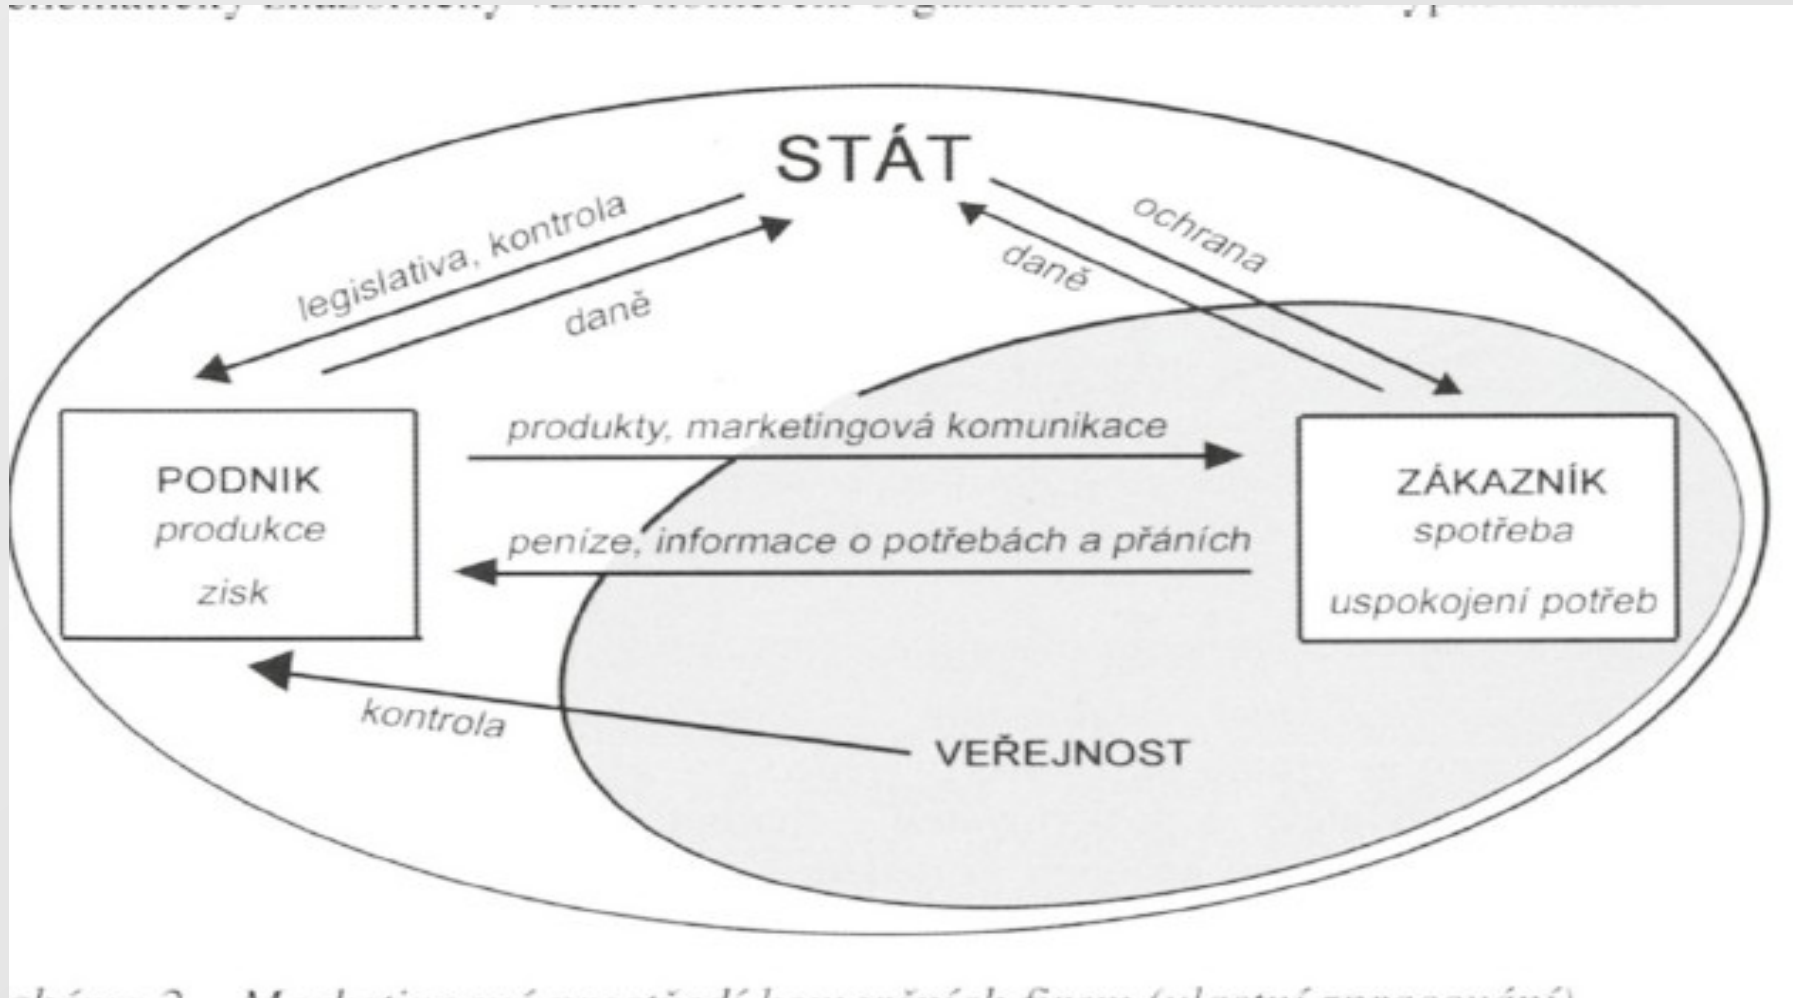 STÁT
legislativa, kontrola
daně
ochrana
daně
produkty, marketingová komunikace
PODNIK
produkce
zisk
ZÁKAZNÍK
spotřeba
uspokojení potřeb
peníze, informace o potřebách a přáních
kontrola
VEŘEJNOST